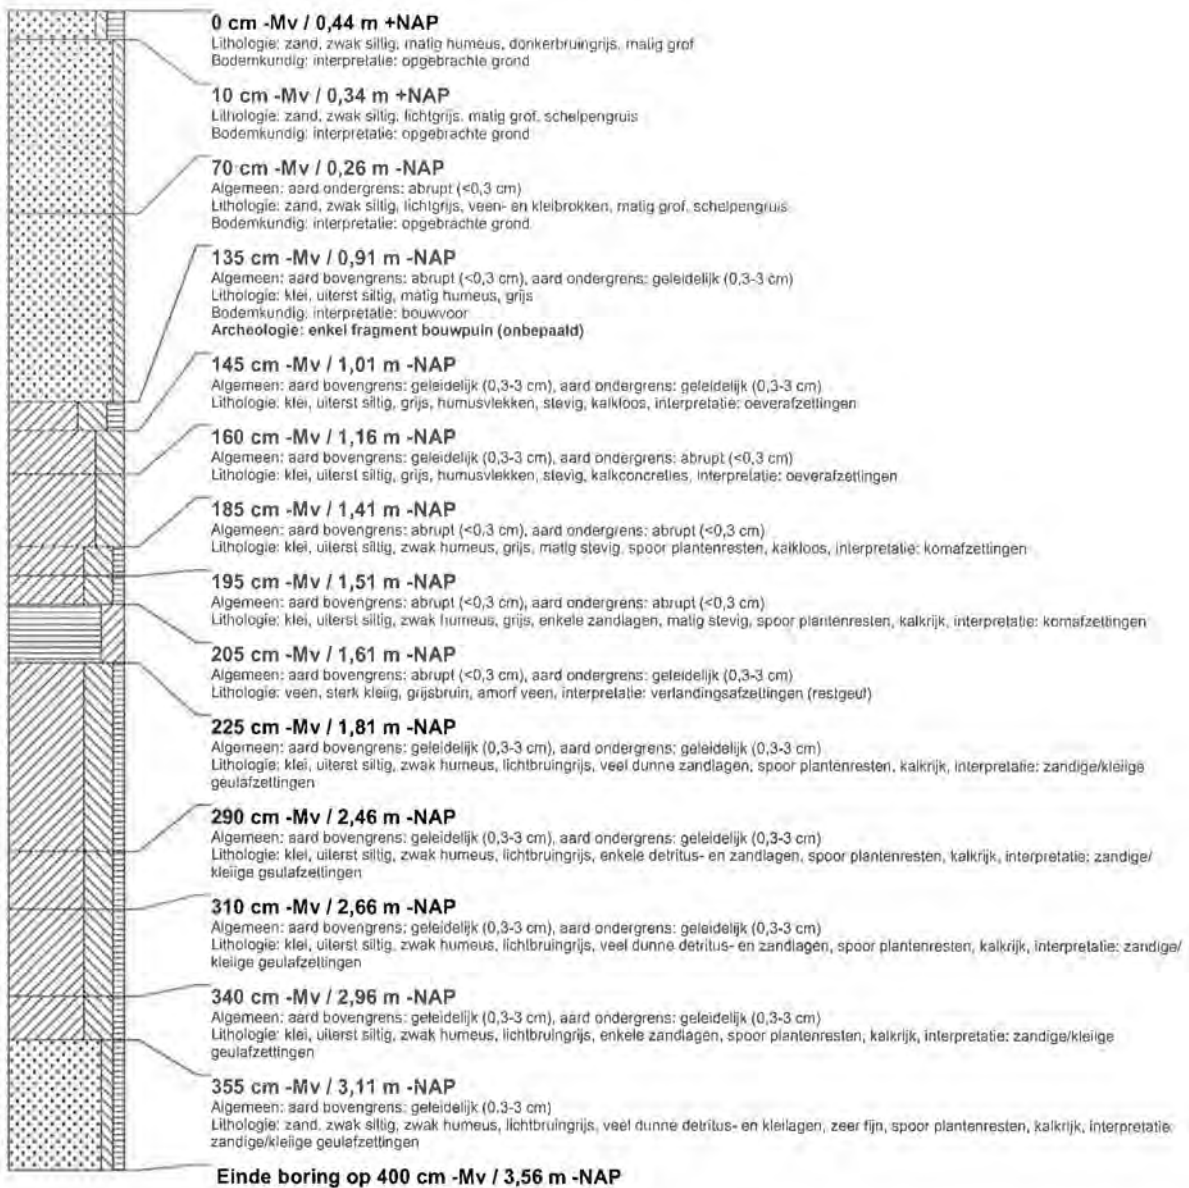 0 cm -Mv / 0,44 m +NAP
Lithologie: zand, zwak siltig, matig humeus, donkerbruingrijs, matig grof
Bodemkundig: interpretatie: opgebrachte grond
10 cm -Mv / 0,34 m +NAP
Lithologie: zand, zwak siltig, lichtgrijs, matig grof, schelpengruis
Bodemkundig: interpretatie: opgebrachte grond
70 cm -Mv / 0,26 m -NAP
Algemeen: aard ondergrens: abrupt (<0,3 cm)
Lithologie: zand, zwak siltig, lichtgrijs, veen- en kleibrokken, matig grof, schelpengruis
Bodemkundig: interpretatie: opgebrachte grond
135 cm -Mv / 0,91 m -NAP
Algemeen: aard bovengrens: abrupt (<0,3 cm), aard ondergrens: geleidelijk (0,3-3 cm)
Lithologie: klei, uiterst siltig, matig humeus, grijs
Bodemkundig: interpretatie: bouwvoor
Archeologie: enkel fragment bouwpuin (onbepaald)
145 cm -Mv / 1,01 m -NAP
Algemeen: aard bovengrens: geleidelijk (0,3-3 cm), aard ondergrens: geleidelijk (0,3-3 cm)
Lithologie: klei, uiterst siltig, grijs, humusvlekken, stevig, kalkloos, interpretatie: oeverafzettingen
160 cm -Mv / 1,16 m -NAP
Algemeen: aard bovengrens: geleidelijk (0,3-3 cm), aard ondergrens: abrupt (<0,3 cm)
Lithologie: klei, uiterst siltig, grijs, humusvlekken, stevig, kalkconcreties, interpretatie: oeverafzettingen
185 cm -Mv / 1,41 m -NAP
Algemeen: aard bovengrens: abrupt (<0,3 cm), aard ondergrens: abrupt (<0,3 cm)
Lithologie: klei, uiterst siltig, zwak humeus, grijs, matig stevig, spoor plantenresten, kalkloos, interpretatie: komafzettingen
195 cm -Mv / 1,51 m -NAP
Algemeen: aard bovengrens: abrupt (<0,3 cm), aard ondergrens: abrupt (<0,3 cm)
Lithologie: klei, uiterst siltig, zwak humeus, grijs, enkele zandlagen, matig stevig, spoor plantenresten, kalkrijk, interpretatie: komafzettingen
205 cm -Mv / 1,61 m -NAP
Algemeen: aard bovengrens: abrupt (<0,3 cm), aard ondergrens: geleidelijk (0,3-3 cm)
Lithologie: veen, sterk kleiig, grijsbruin, amorf veen, interpretatie: verlandingsafzettingen (restgeul)
225 cm -Mv / 1,81 m -NAP
Algemeen: aard bovengrens: geleidelijk (0,3-3 cm), aard ondergrens: geleidelijk (0,3-3 cm)
Lithologie: klei, uiterst siltig, zwak humeus, lichtbruingrijs, veel dunne zandlagen, spoor plantenresten, kalkrijk, interpretatie: zandige/kleiige
geulafzettingen
290 cm -Mv / 2,46 m -NAP
Algemeen: aard bovengrens: geleidelijk (0,3-3 cm), aard ondergrens: geleidelijk (0,3-3 cm)
Lithologie: klei, uiterst siltig, zwak humeus, lichtbruingrijs, enkele detritus- en zandlagen, spoor plantenresten, kalkrijk, interpretatie: zandige/
kleiige geulafzettingen
310 cm -Mv / 2,66 m -NAP
Algemeen: aard bovengrens: geleidelijk (0,3-3 cm), aard ondergrens: geleidelijk (0,3-3 cm)
Lithologie: klei, uiterst siltig, zwak humeus, lichtbruingrijs, veel dunne detritus- en zandlagen, spoor plantenresten, kalkrijk, interpretatie: zandige/
kleiige geulafzettingen
340 cm -Mv / 2,96 m -NAP
Algemeen: aard bovengrens: geleidelijk (0,3-3 cm), aard ondergrens: geleidelijk (0,3-3 cm)
Lithologie: klei, uiterst siltig, zwak humeus, lichtbruingrijs, enkele zandlagen, spoor plantenresten, kalkrijk, interpretatie: zandige/kleiige
geulafzettingen
355 cm -Mv / 3,11 m -NAP
Algemeen: aard bovengrens: geleidelijk (0,3-3 cm)
Lithologie: zand, zwak siltig, zwak humeus, lichtbruingrijs, veel dunne detritus- en kleilagen, zeer fijn, spoor plantenresten, kalkrijk, interpretatie:
zandige/kleiige geulafzettingen
Einde boring op 400 cm -Mv / 3,56 m -NAP